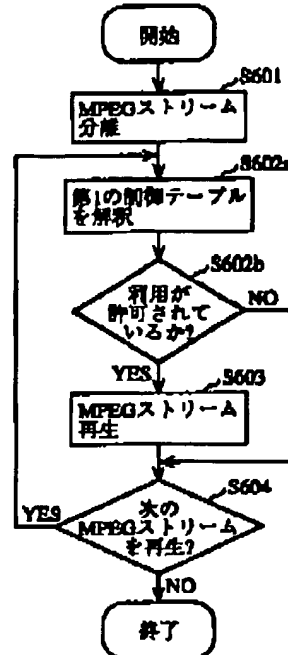 開始
S601
MPEGストリーム
分離
S602a
第1の制御テーブル
を解釈
S602b
利用が
許可されて
いるか?
NO
YES
S603
MPEGストリーム
再生
S604
次の
MPEGストリーム
を再生?
YES
NO
終了